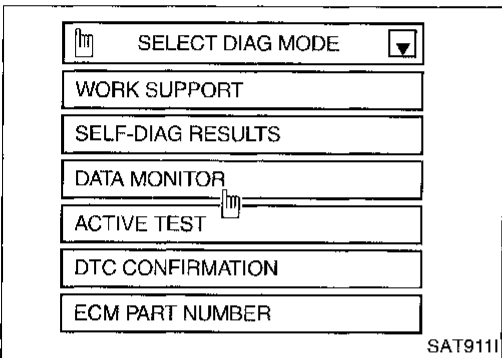 SELECT DIAG MODE
WORK SUPPORT
SELF-DIAG RESULTS
DATA MONITOR
ACTIVE TEST
DTC CONFIRMATION
ECM PART NUMBER
SAT911I